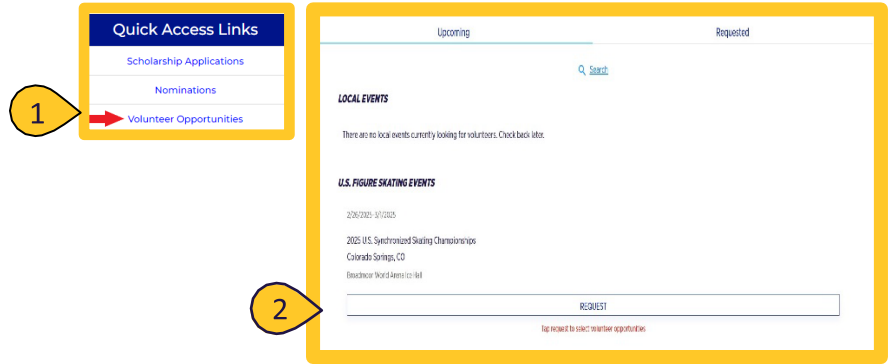 Quick Access Links
Scholarship Applications
Nominations
1
Volunteer Opportunities
Upcoming
Requested
Search
LOCAL EVENTS
There are no local events currently looking for volunteers. Check back later.
U.S. FIGURE SKATING EVENTS
2/26/2025-3/1/2025
2025 U.S. Synchronized Skating Championships
Colorado Springs, CO
Broadmoor World Arena Ice Hall
2
REQUEST
Tap request to select volunteer opportunities